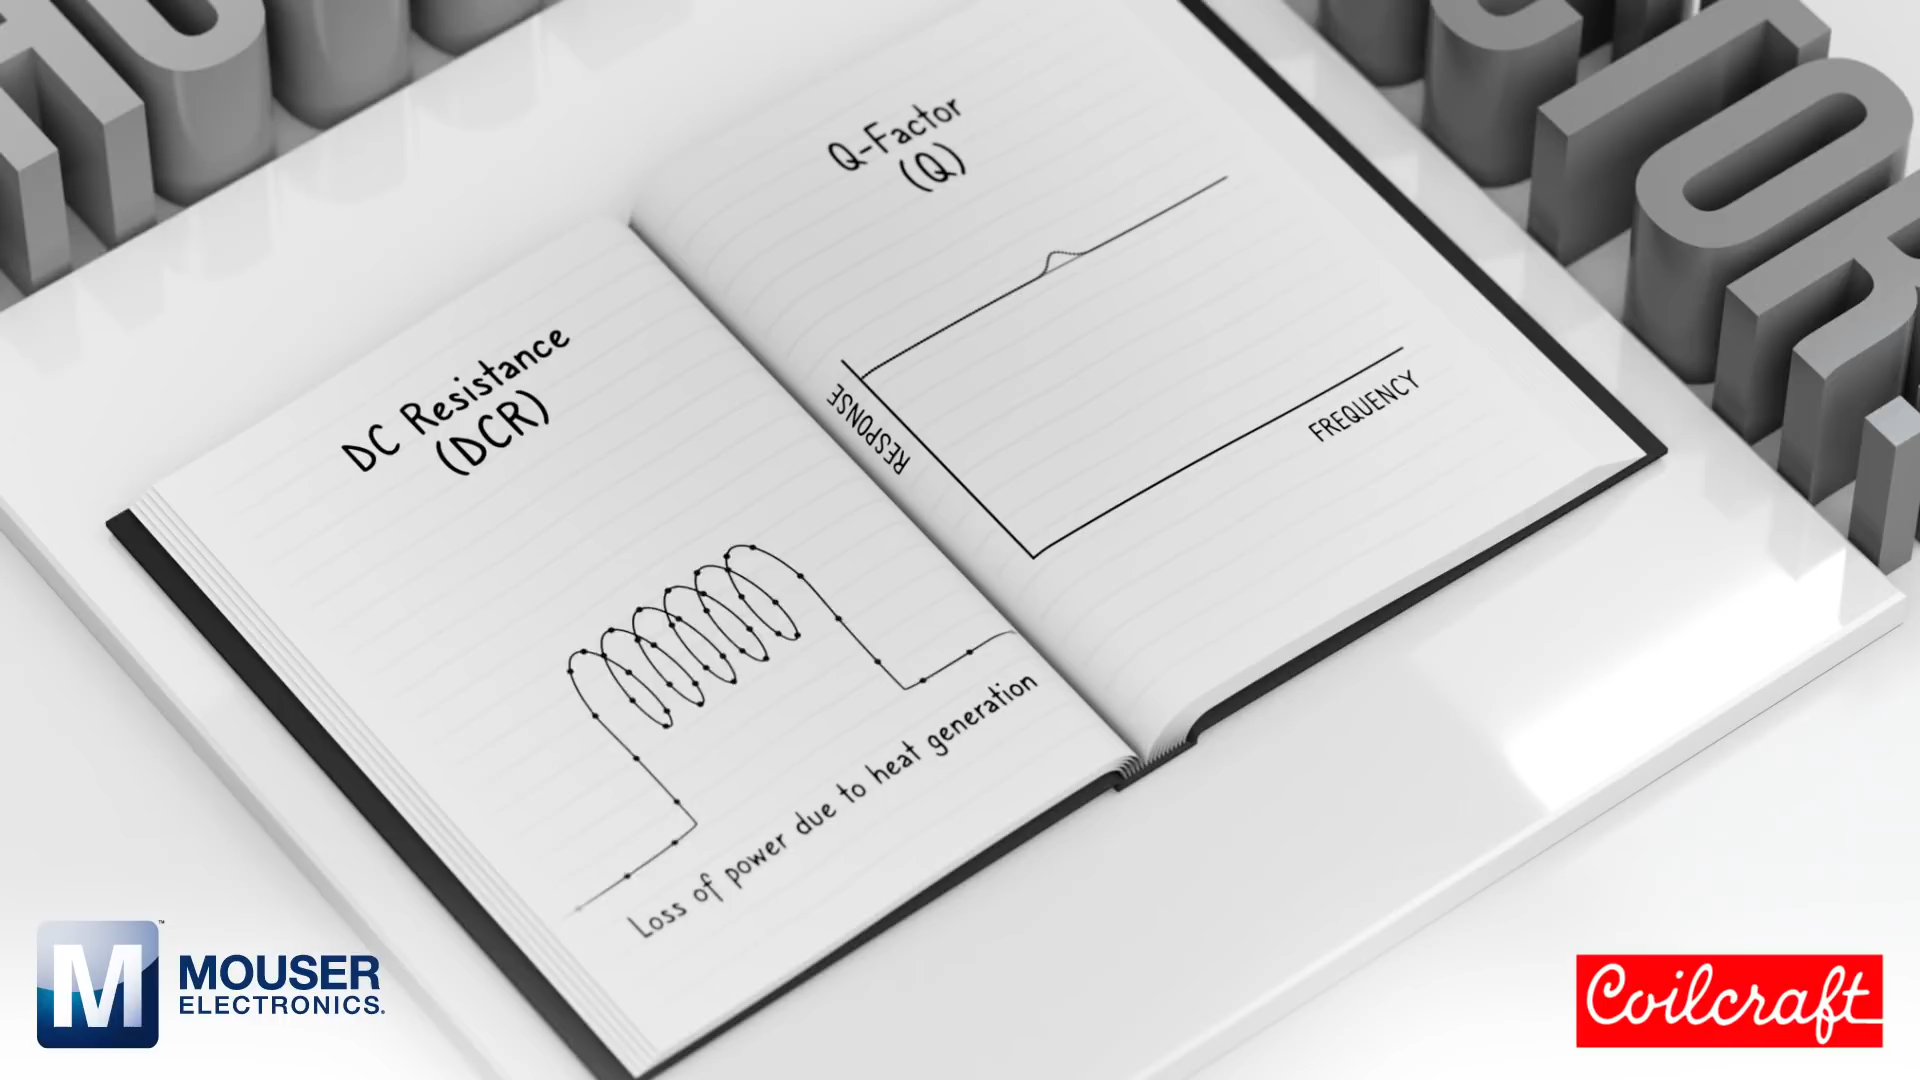 DC Resistance
(DCR)
Loss of power due to heat generation
Q-Factor
(Q)
RESPONSE
FREQUENCY
M
MOUSER
ELECTRONICS.
Coilcraft